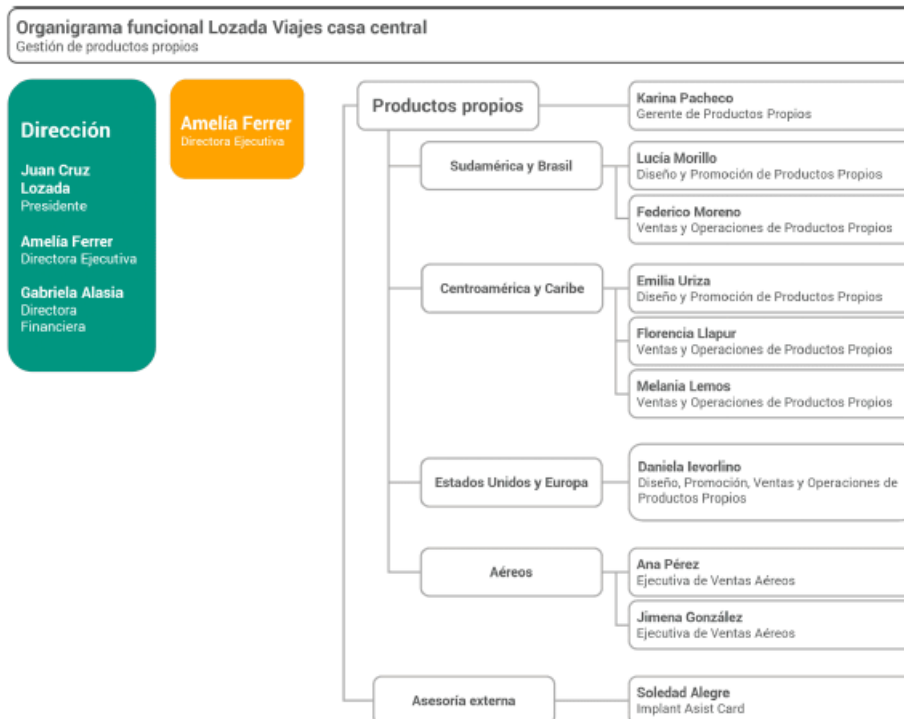 Organigrama funcional Lozada Viajes casa central
Gestión de productos propios
Dirección
Juan Cruz
Lozada
Presidente
Amelía Ferrer
Directora Ejecutiva
Gabriela Alasia
Directora
Financiera
Amelía Ferrer
Directora Ejecutiva
Productos propios
Karina Pacheco
Gerente de Productos Propios
Sudamérica y Brasil
Lucía Morillo
Diseño y Promoción de Productos Propios
Federico Moreno
Ventas y Operaciones de Productos Propios
Centroamérica y Caribe
Emilia Uriza
Diseño y Promoción de Productos Propios
Florencia Llapur
Ventas y Operaciones de Productos Propios
Melania Lemos
Ventas y Operaciones de Productos Propios
Estados Unidos y Europa
Daniela Ievorlino
Diseño, Promoción, Ventas y Operaciones de
Productos Propios
Aéreos
Ana Pérez
Ejecutiva de Ventas Aéreos
Jimena González
Ejecutiva de Ventas Aéreos
Asesoría externa
Soledad Alegre
Implant Asist Card